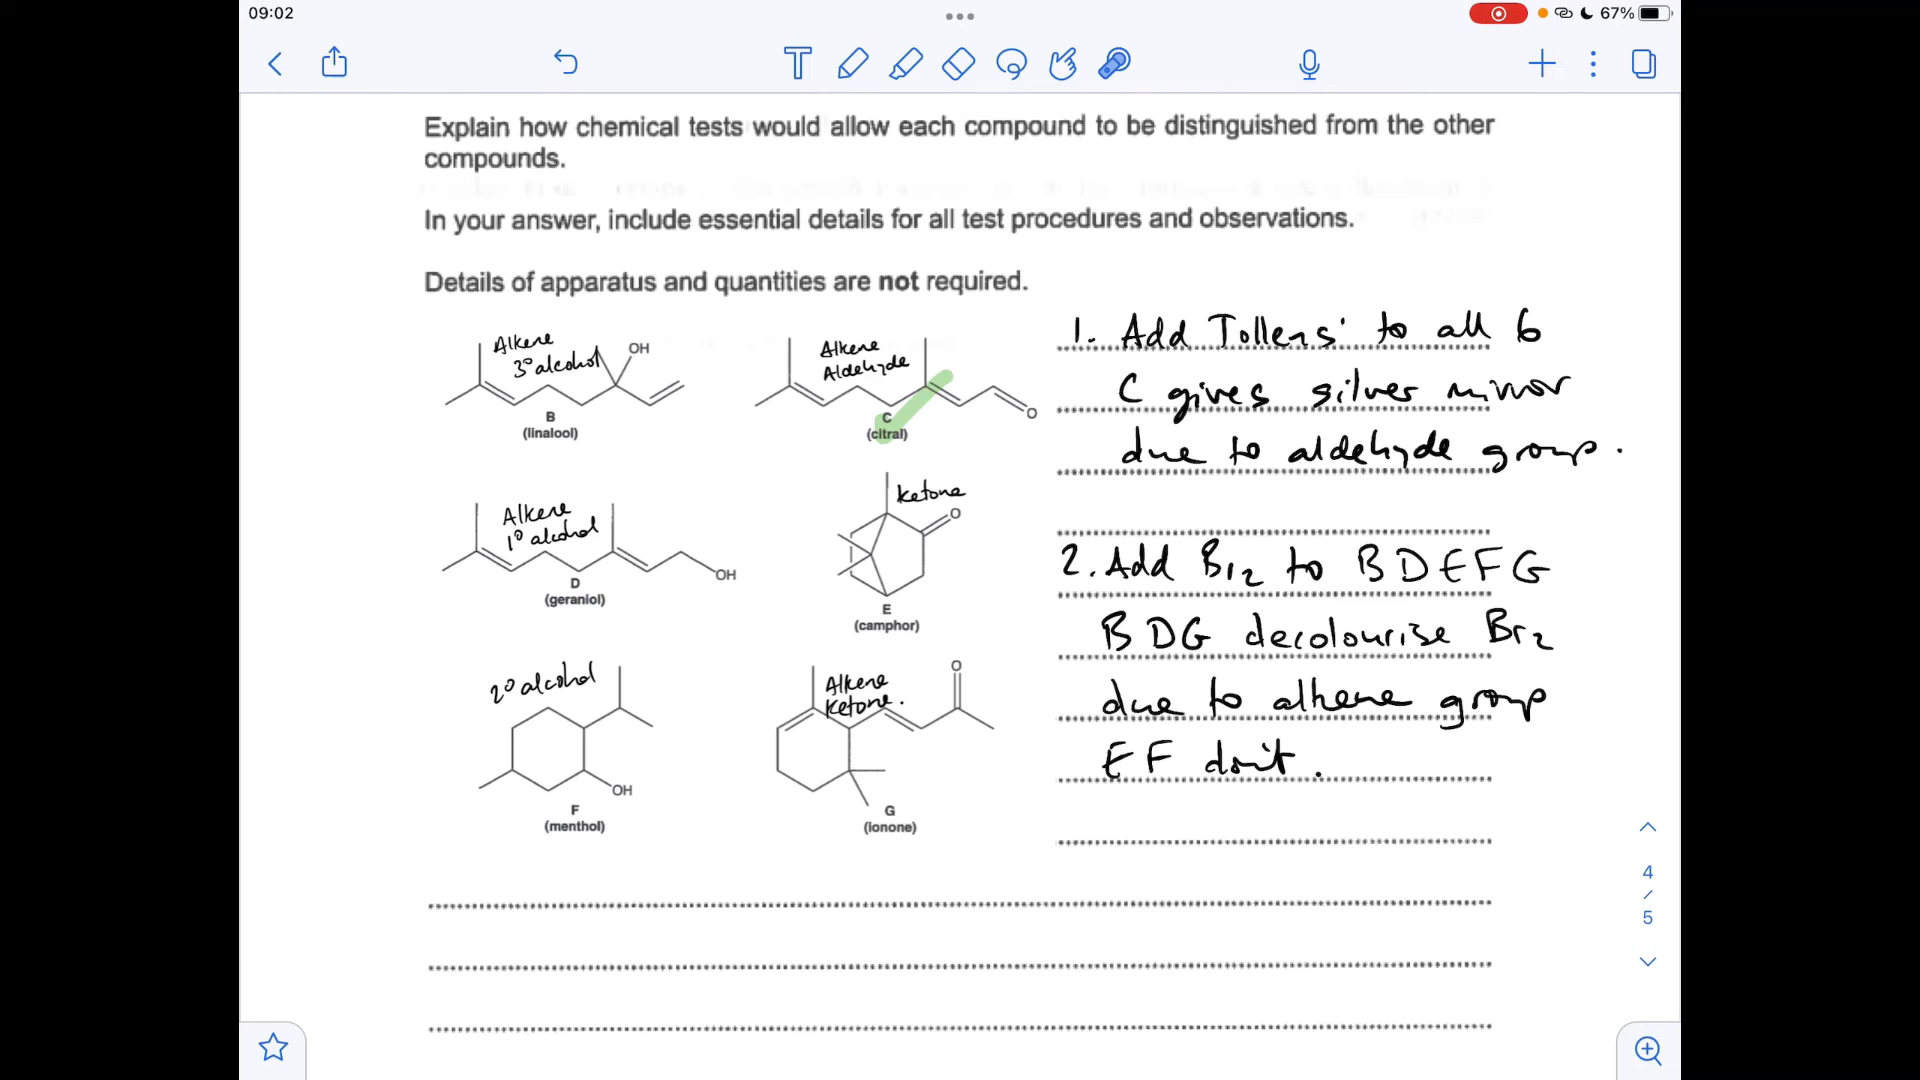 09:02
67%
Explain how chemical tests would allow each compound to be distinguished from the other
compounds.
In your answer, include essential details for all test procedures and observations.
Details of apparatus and quantities are not required.
Alkene
3° alcohol
OH
B
(linalool)
Alkene
Aldehyde
O
C
(citral)
Alkene
1° alcohol
OH
D
(geraniol)
ketone
O
E
(camphor)
2° alcohol
OH
F
(menthol)
Alkene
ketone.
O
G
(ionone)
1. Add Tollens' to all 6
C gives silver mirror
due to aldehyde group.
2. Add Br2 to B D E F G
B D G decolourise Br2
due to alkene group
E F don't.
4
/
5